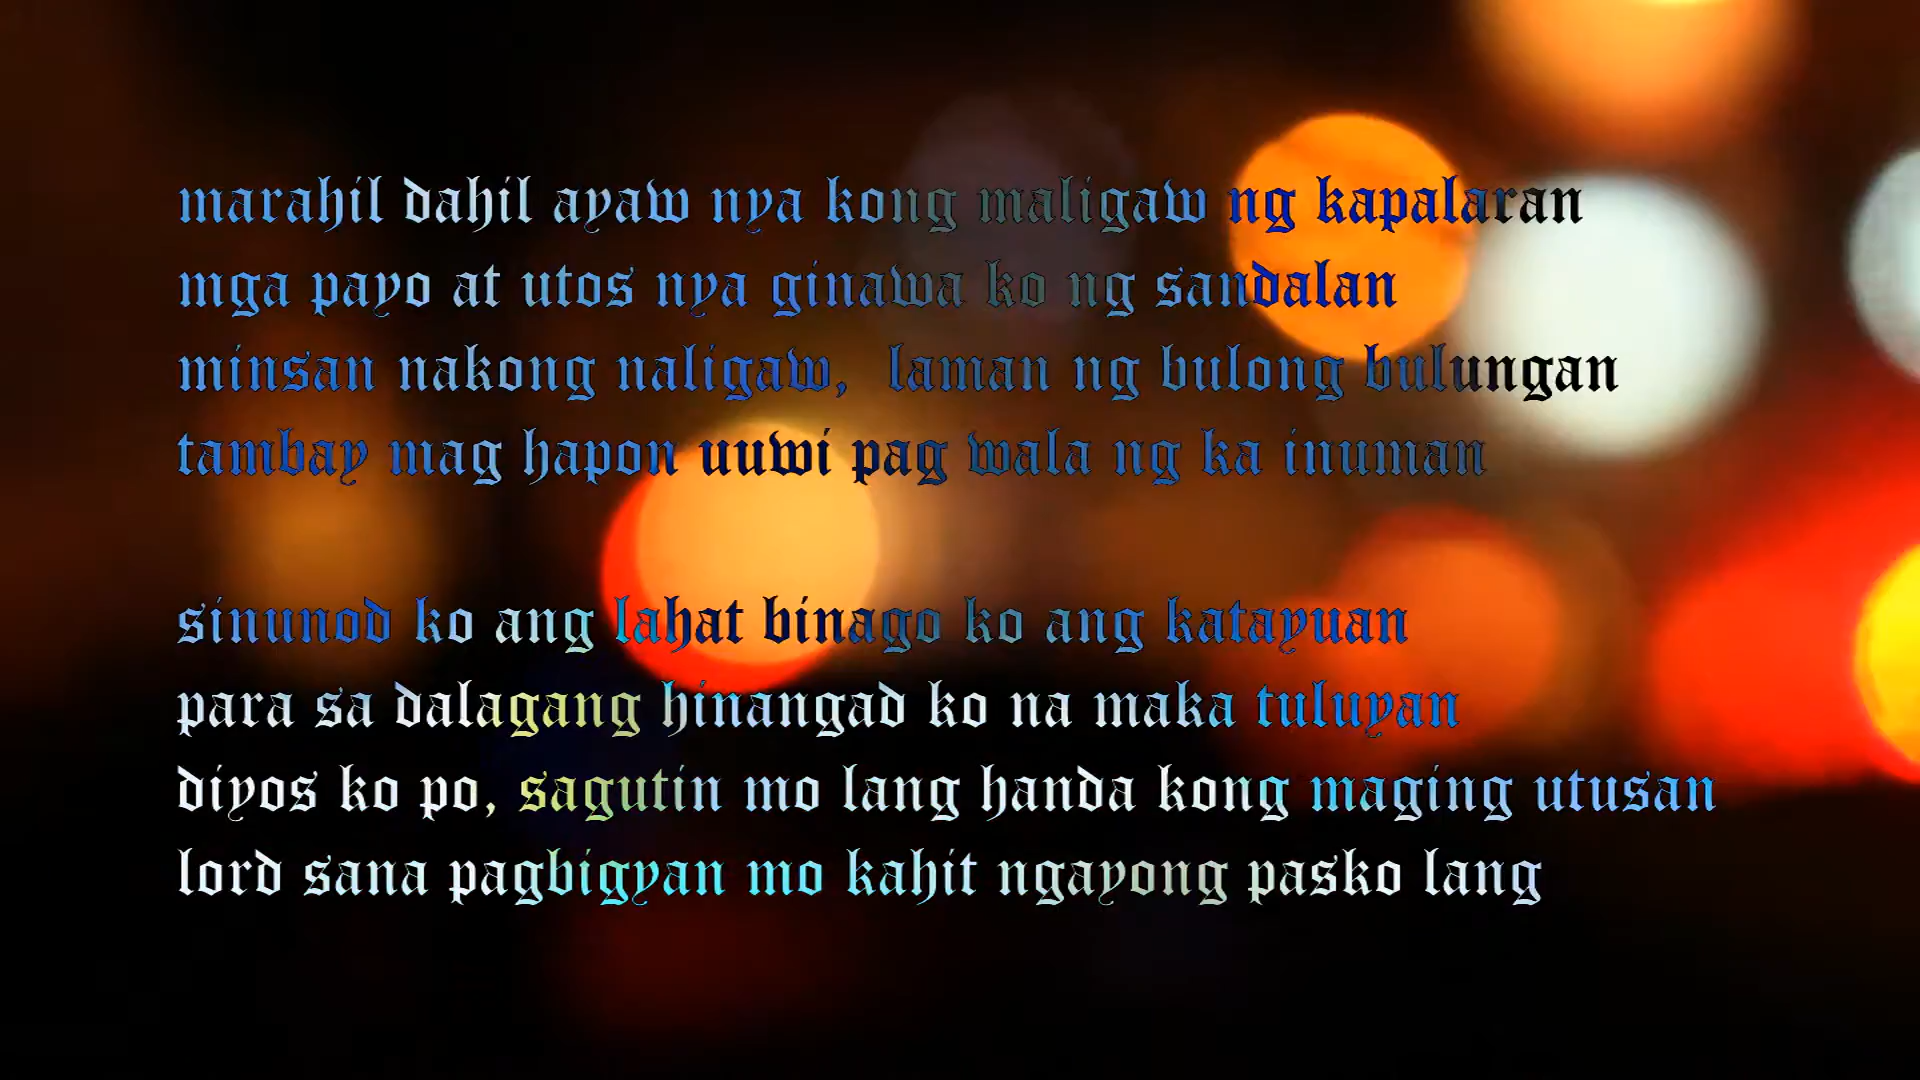 marahil dahil ayaw nya kong maligaw ng kapalaran
mga payo at utos nya ginawa ko ng sandalan
minsan nakong naligaw, laman ng bulong bulungan
tambay mag hapon uuwi pag wala ng ka inuman
sinunod ko ang lahat binago ko ang katayuan
para sa dalagang hinangad ko na maka tuluyan
diyos ko po, sagutin mo lang handa kong maging utusan
lord sana pagbigyan mo kahit ngayong pasko lang